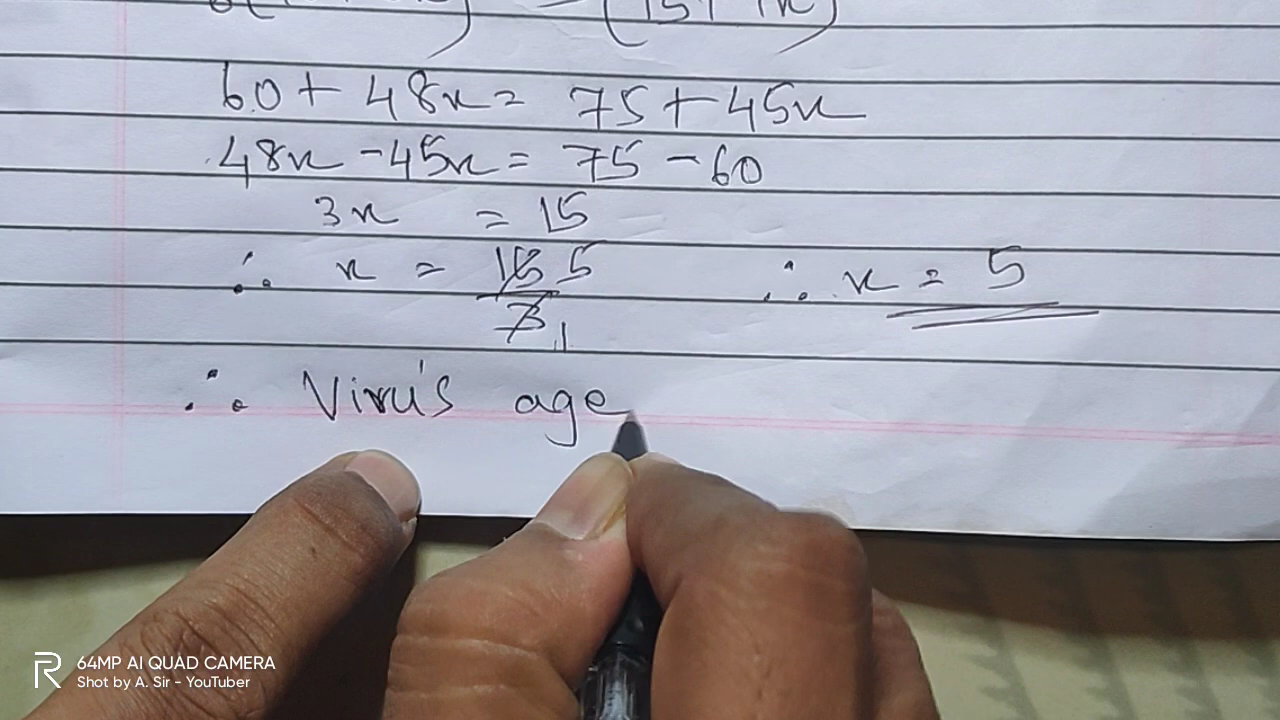 60 + 48x = 75 + 45x
48x - 45x = 75 - 60
3x = 15
∴ x = 15 5 ∴ x = 5
3 1
∴ Viru's age
64MP AI QUAD CAMERA
Shot by A. Sir - YouTuber